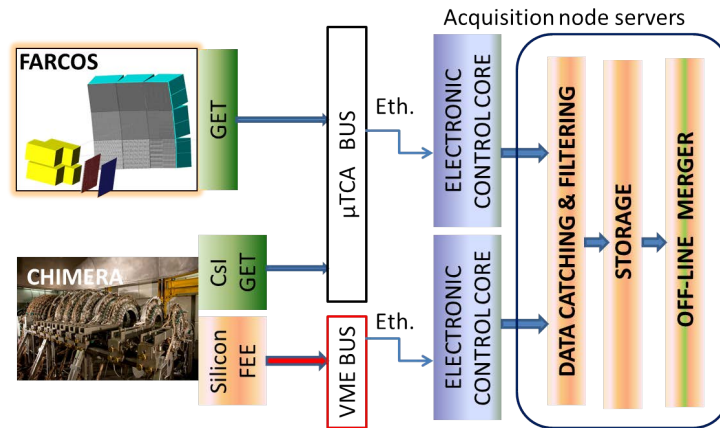 Acquisition node servers
FARCOS
GET
µTCA BUS
Eth.
ELECTRONIC
CONTROL CORE
DATA CATCHING & FILTERING
STORAGE
OFF-LINE MERGER
CHIMERA
CsI
GET
Silicon
FEE
VME BUS
Eth.
ELECTRONIC
CONTROL CORE